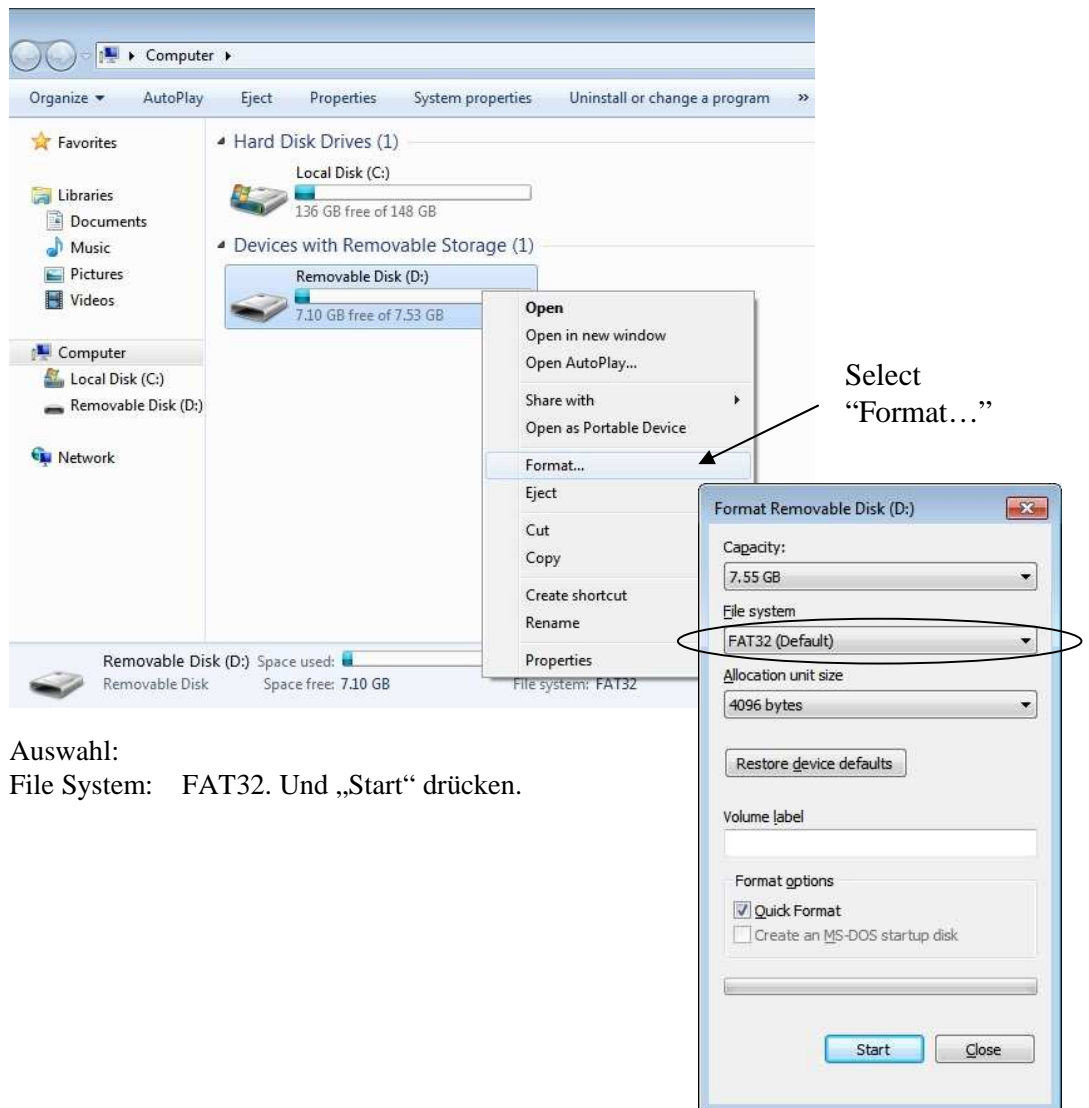 Computer
Organize AutoPlay Eject Properties System properties Uninstall or change a program »
Favorites
Libraries
Documents
Music
Pictures
Videos
Computer
Local Disk (C:)
Removable Disk (D:)
Network
Hard Disk Drives (1)
Local Disk (C:)
136 GB free of 148 GB
Devices with Removable Storage (1)
Removable Disk (D:)
7.10 GB free of 7.53 GB
Open
Open in new window
Open AutoPlay...
Share with
Open as Portable Device
Format...
Eject
Cut
Copy
Create shortcut
Rename
Properties
Select
“Format…”
Removable Disk (D:) Space used:
Removable Disk Space free: 7.10 GB File system: FAT32
Format Removable Disk (D:)
Capacity:
7.55 GB
File system
FAT32 (Default)
Allocation unit size
4096 bytes
Restore device defaults
Volume label
Format options
Quick Format
Create an MS-DOS startup disk
Start Close
Auswahl:
File System: FAT32. Und „Start“ drücken.